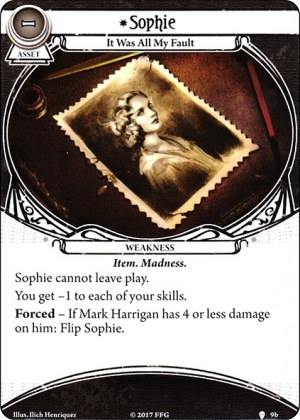 *Sophie
ASSET
It Was All My Fault
WEAKNESS
Item. Madness.
Sophie cannot leave play.
You get –1 to each of your skills.
Forced – If Mark Harrigan has 4 or less damage
on him: Flip Sophie.
Illus. Ilich Henriquez
© 2017 FFG
9b